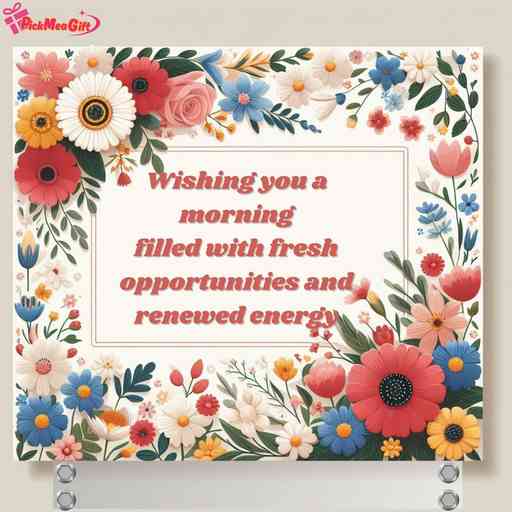 PickMeaGift
Wishing you a
morning
filled with fresh
opportunities and
renewed energy